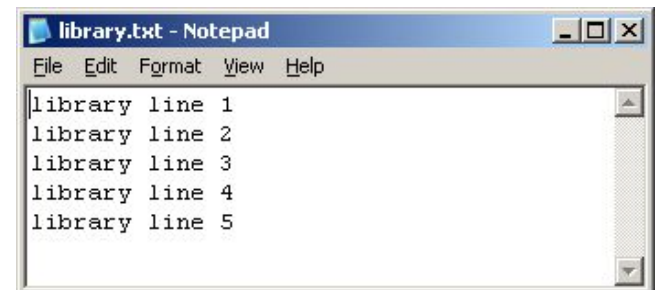 library.txt - Notepad
File Edit Format View Help
library line 1
library line 2
library line 3
library line 4
library line 5